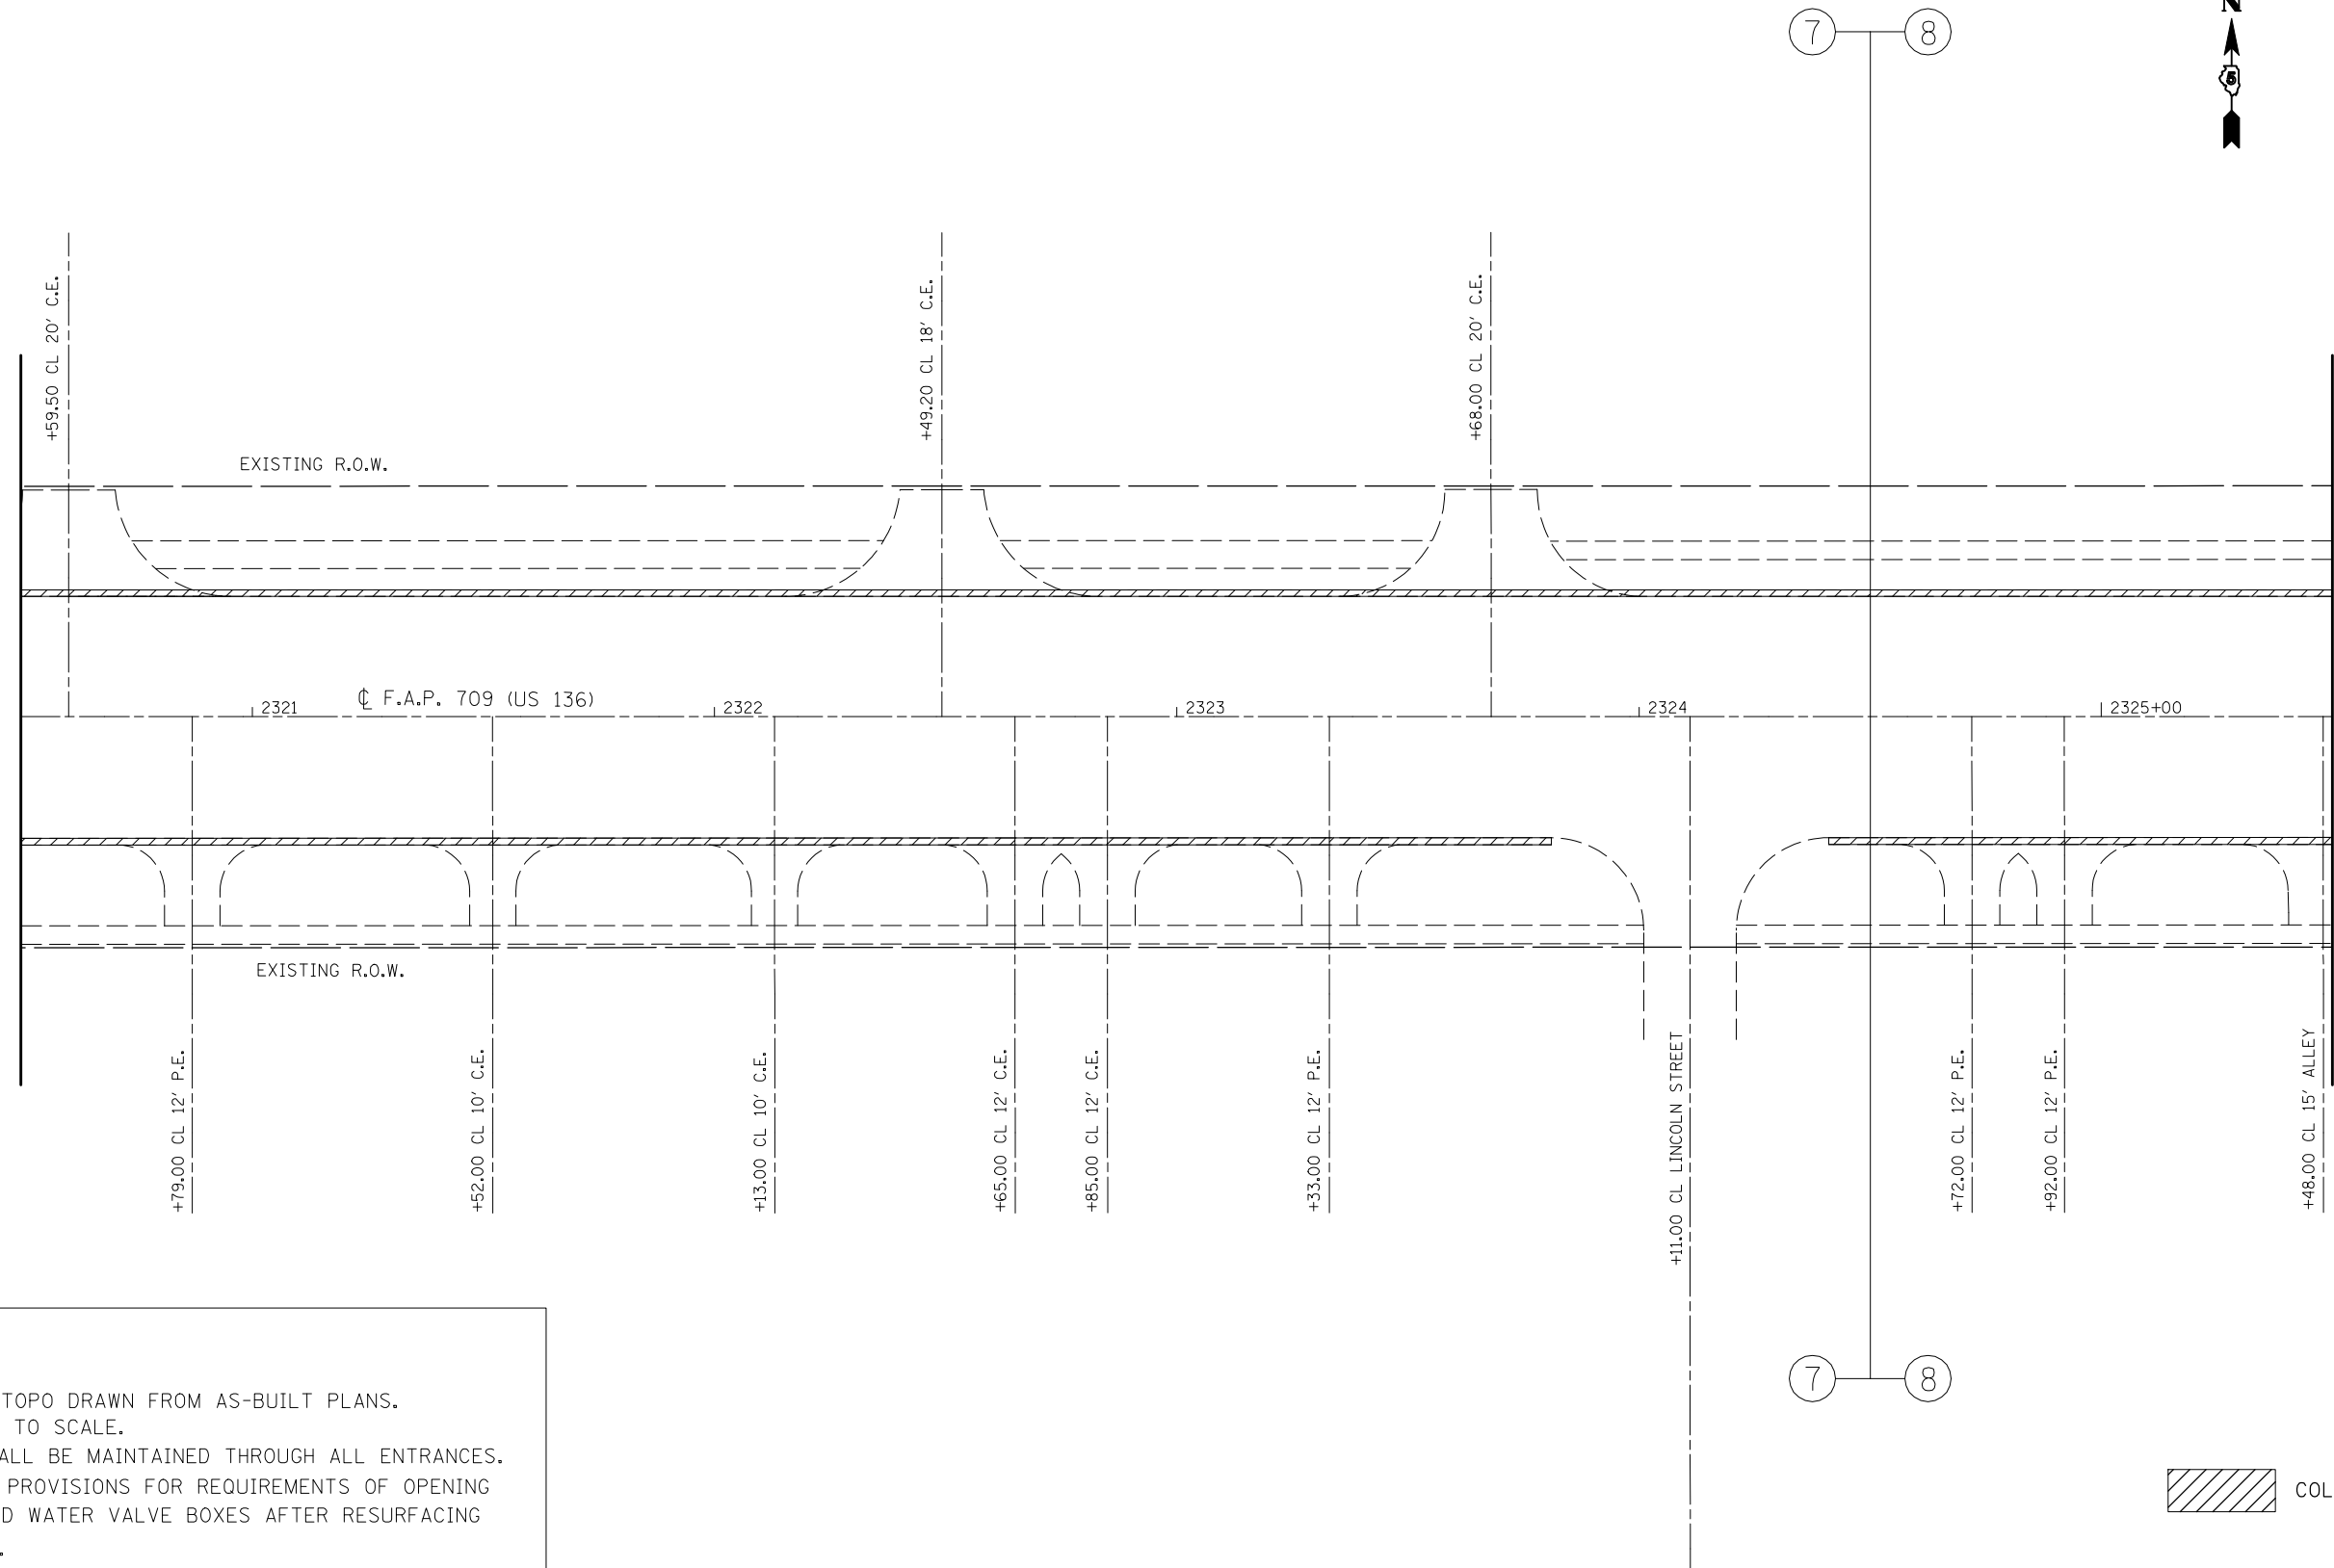 7
8
N
5
+59.50 CL 20' C.E.
+49.20 CL 18' C.E.
+68.00 CL 20' C.E.
EXISTING R.O.W.
℄ F.A.P. 709 (US 136)
2321
2322
2323
2324
2325+00
EXISTING R.O.W.
+79.00 CL 12' P.E.
+52.00 CL 10' C.E.
+13.00 CL 10' C.E.
+65.00 CL 12' C.E.
+85.00 CL 12' C.E.
+33.00 CL 12' P.E.
+11.00 CL LINCOLN STREET
+72.00 CL 12' P.E.
+92.00 CL 12' P.E.
+48.00 CL 15' ALLEY
7
8
TOPO DRAWN FROM AS-BUILT PLANS.
TO SCALE.
ALL BE MAINTAINED THROUGH ALL ENTRANCES.
PROVISIONS FOR REQUIREMENTS OF OPENING
D WATER VALVE BOXES AFTER RESURFACING
.
COL